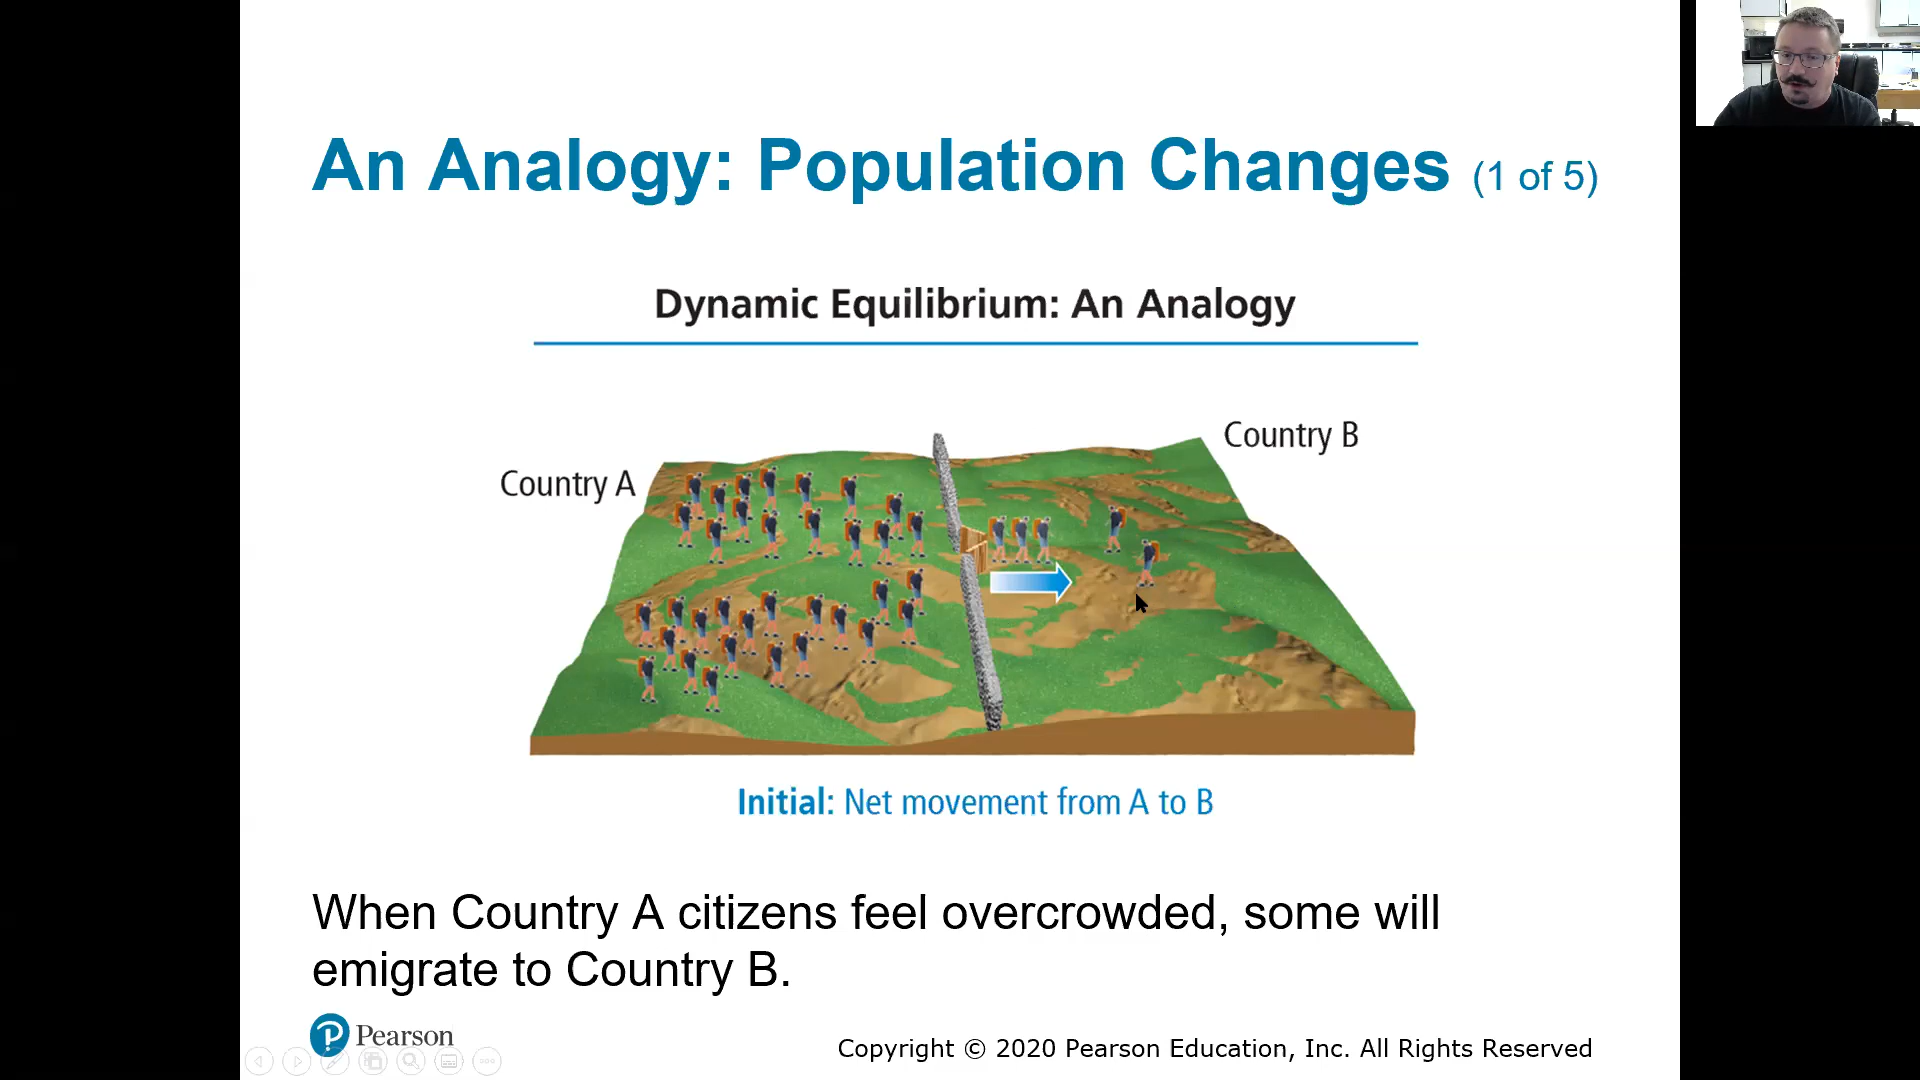 An Analogy: Population Changes (1 of 5)
Dynamic Equilibrium: An Analogy
Country B
Country A
Initial: Net movement from A to B
When Country A citizens feel overcrowded, some will
emigrate to Country B.
Pearson
Copyright © 2020 Pearson Education, Inc. All Rights Reserved